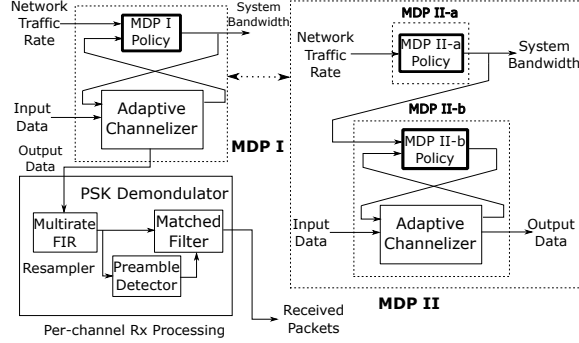 Network
Traffic
Rate
MDP I
Policy
System
Bandwidth
Input
Data
Adaptive
Channelizer
MDP I
Output
Data
PSK Demondulator
Multirate
FIR
Resampler
Matched
Filter
Preamble
Detector
Per-channel Rx Processing
Received
Packets
MDP II-a
Network
Traffic
Rate
MDP II-a
Policy
System
Bandwidth
MDP II-b
MDP II-b
Policy
Input
Data
Adaptive
Channelizer
Output
Data
MDP II